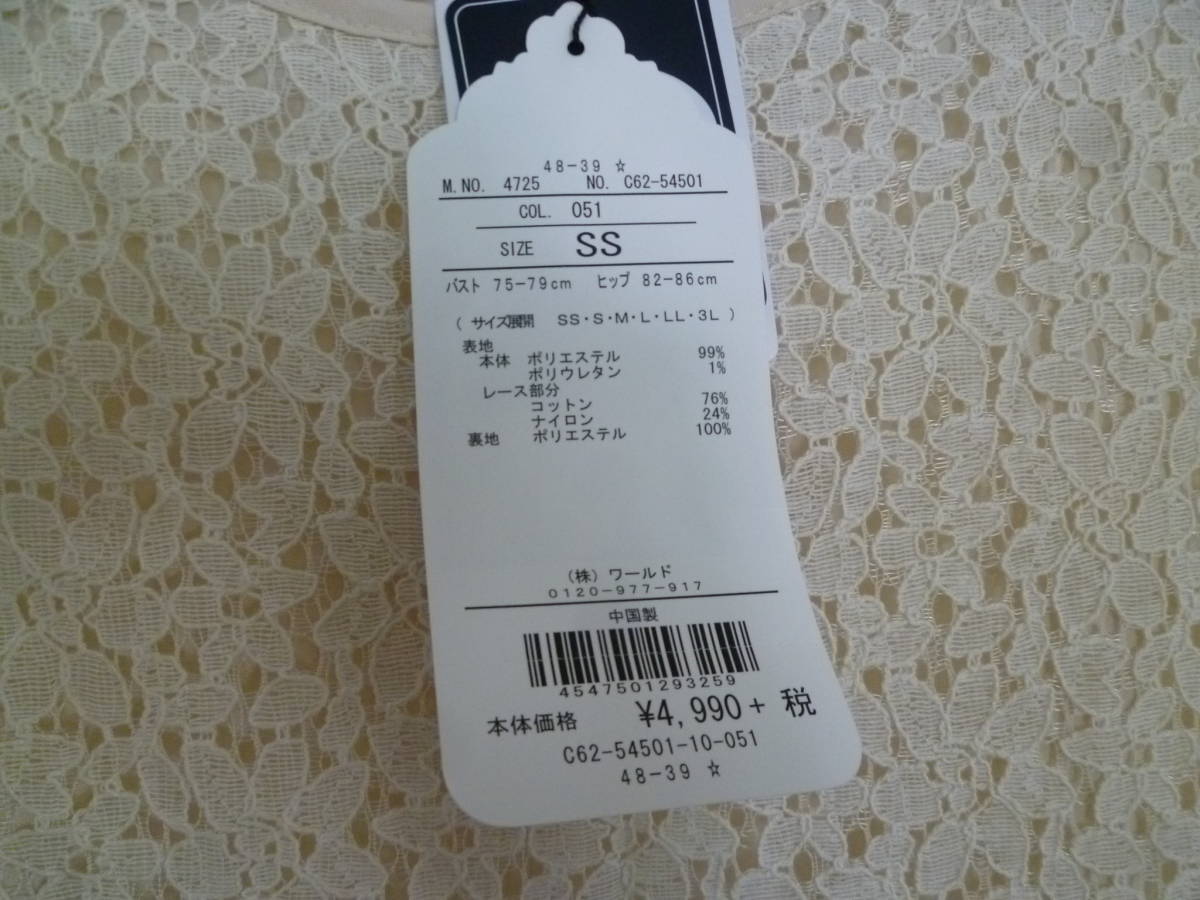 48-39 ☆
M.NO. 4725 NO. C62-54501
COL. 051
SIZE SS
バスト 75-79cm ヒップ 82-86cm
( サイズ展開 SS・S・M・L・LL・3L )
表地
本体 ポリエステル 99%
ポリウレタン 1%
レース部分
コットン 76%
ナイロン 24%
裏地 ポリエステル 100%
(株) ワールド
0120-977-917
中国製
4547501293259
本体価格 ¥4,990+ 税
C62-54501-10-051
48-39 ☆